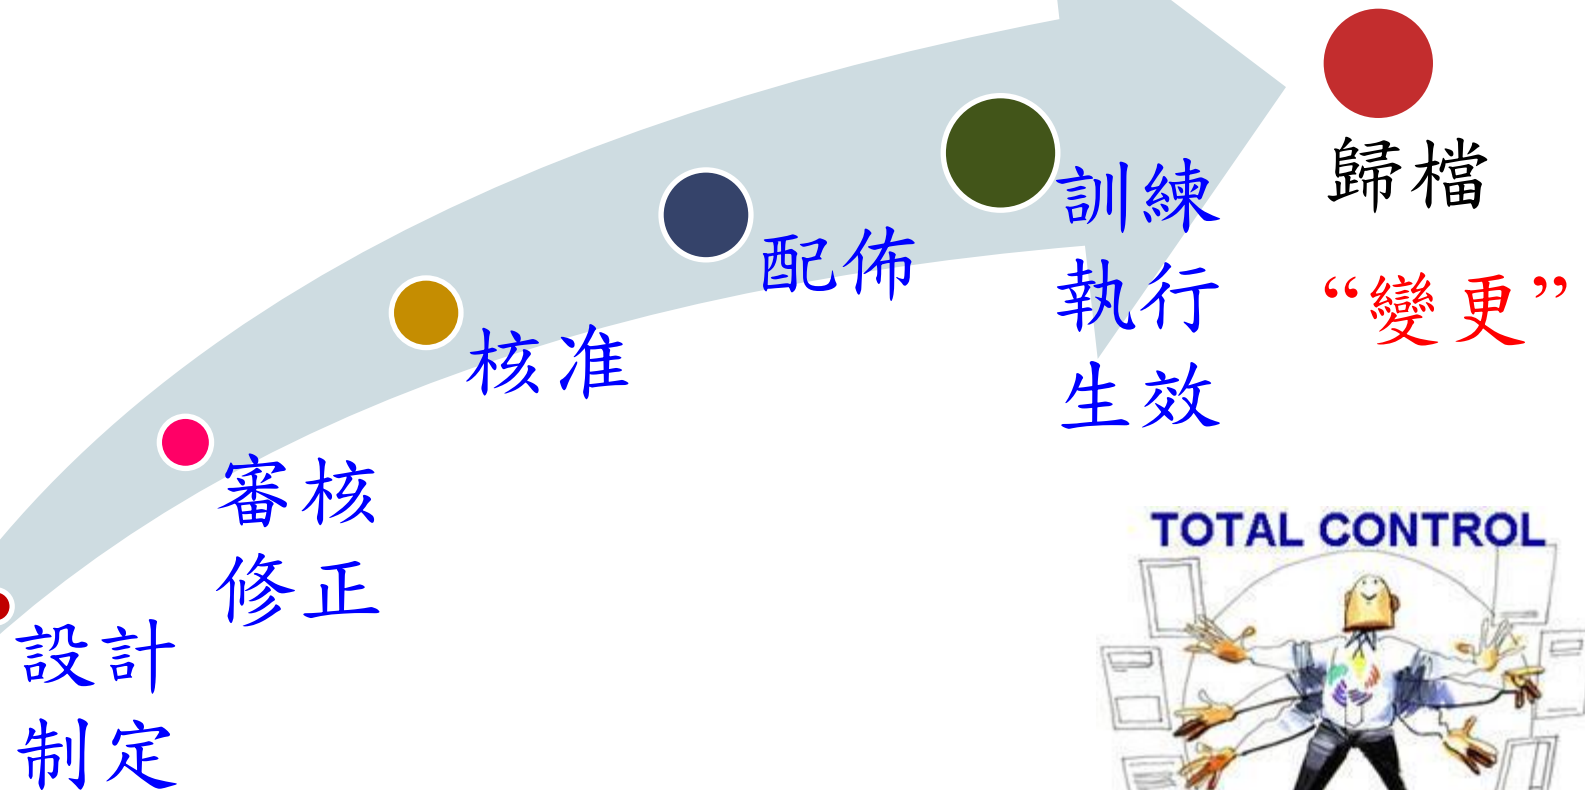 設計
制定
審核
修正
核准
配佈
訓練
執行
生效
歸檔
“變更”
TOTAL CONTROL